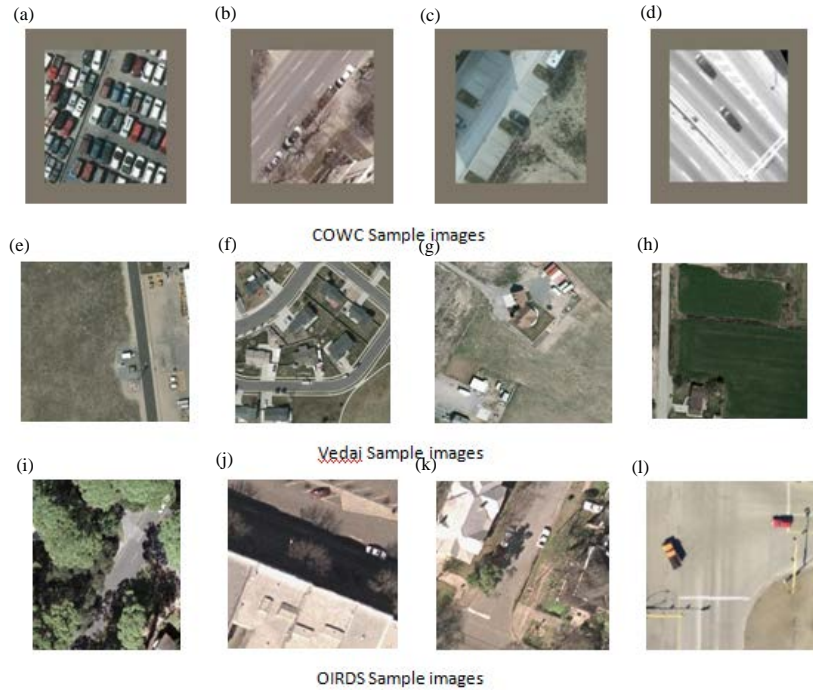 (a) (b) (c) (d)
COWC Sample images
(e) (f) (g) (h)
Vedai Sample images
(i) (j) (k) (l)
OIRDS Sample images